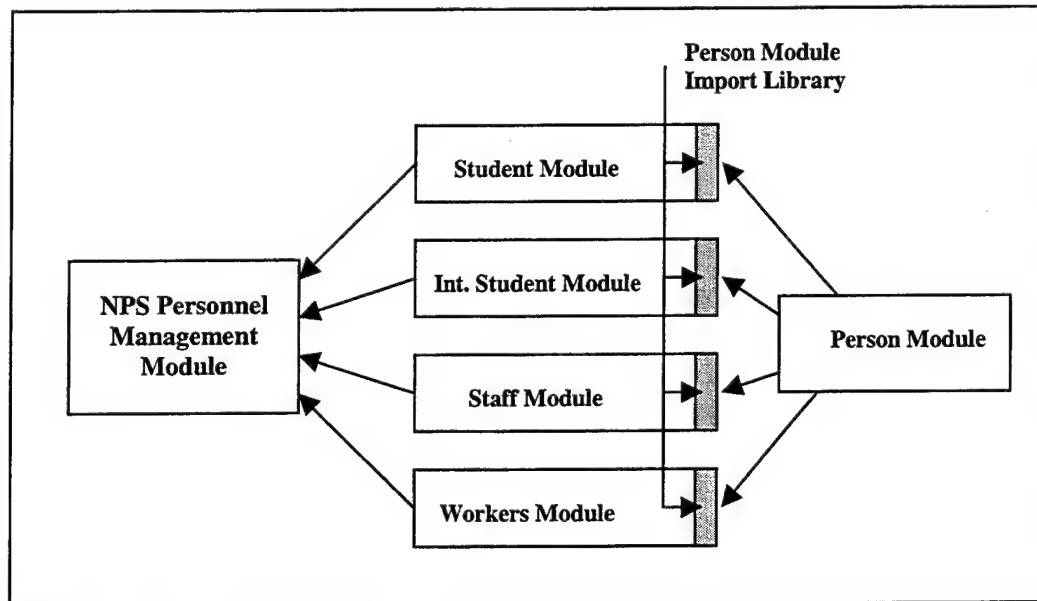 Person Module
Import Library
Student Module
Int. Student Module
NPS Personnel
Management
Module
Person Module
Staff Module
Workers Module